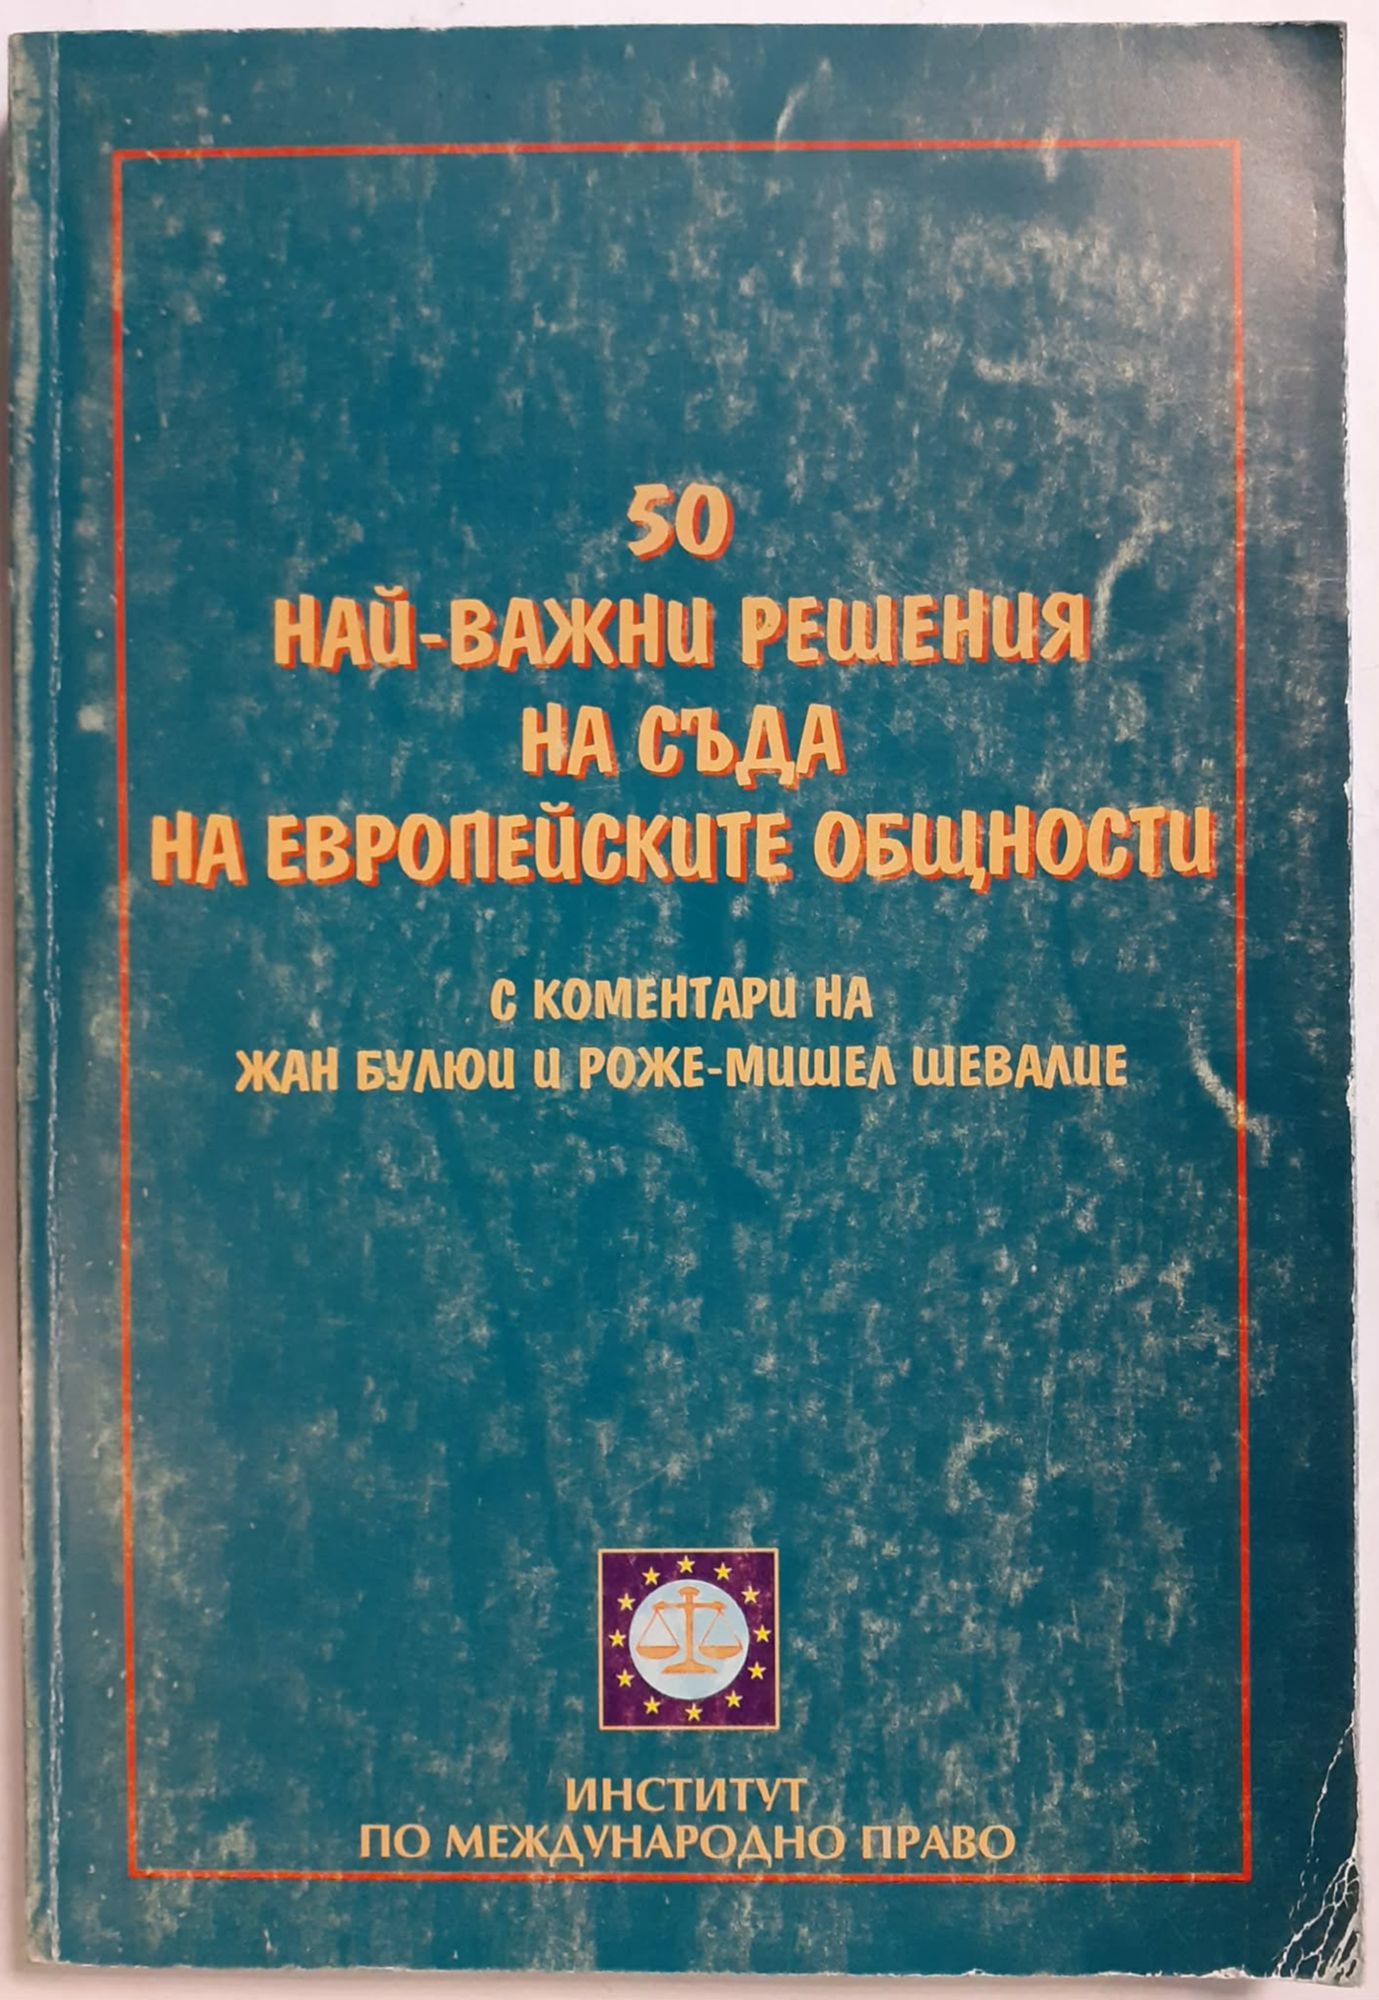 50
НАЙ-ВАЖНИ РЕШЕНИЯ
НА СЪДА
НА ЕВРОПЕЙСКИТЕ ОБЩНОСТИ
С КОМЕНТАРИ НА
ЖАН БУЛЮИ И РОЖЕ-МИШЕЛ ШЕВАЛИЕ
ИНСТИТУТ
ПО МЕЖДУНАРОДНО ПРАВО